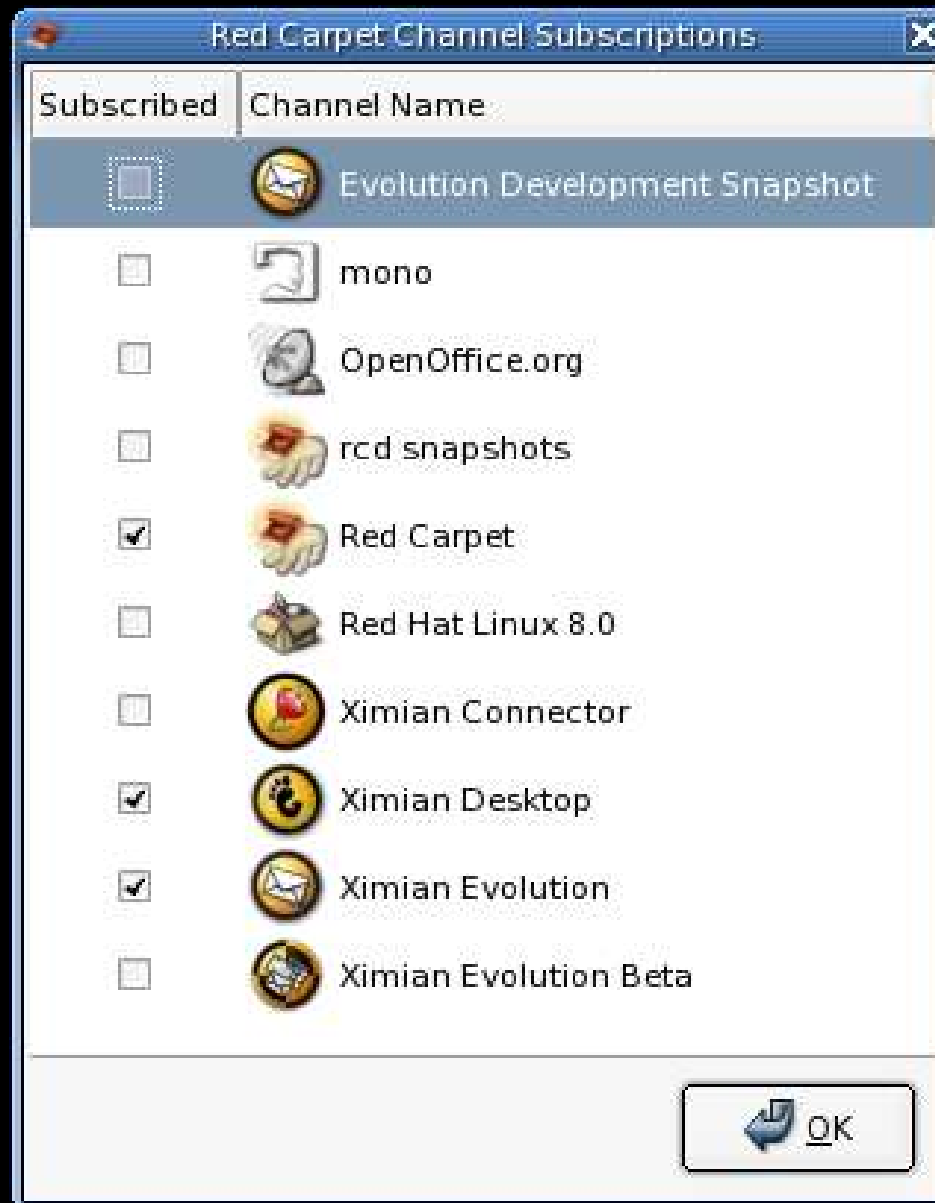 Red Carpet Channel Subscriptions
Subscribed Channel Name
Evolution Development Snapshot
mono
OpenOffice.org
rcd snapshots
Red Carpet
Red Hat Linux 8.0
Ximian Connector
Ximian Desktop
Ximian Evolution
Ximian Evolution Beta
OK